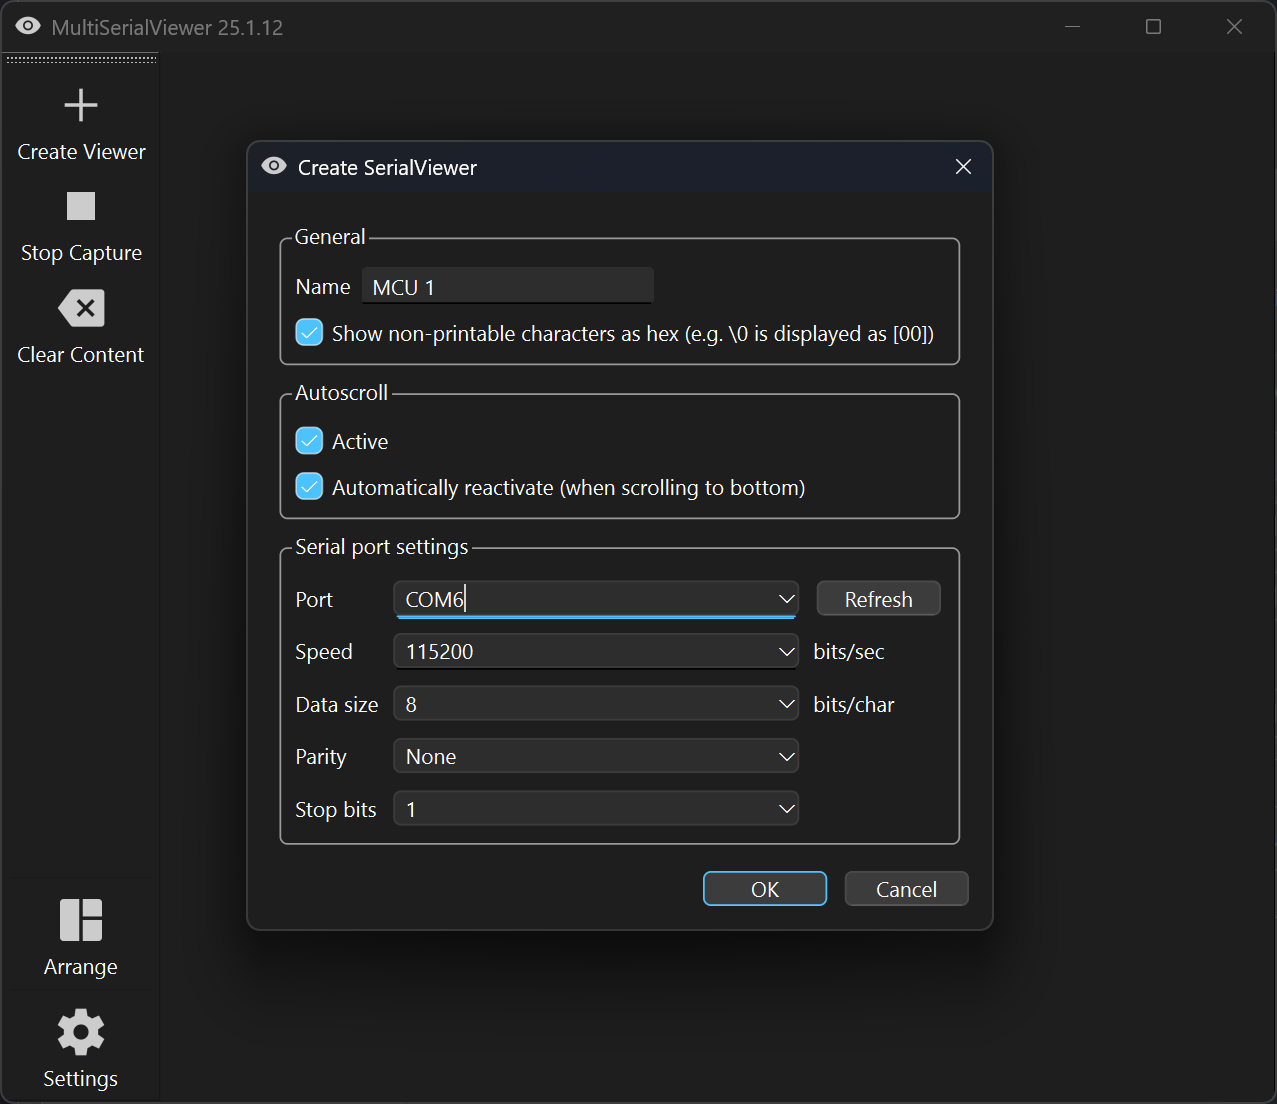 MultiSerialViewer 25.1.12
Create Viewer
Stop Capture
Clear Content
Arrange
Settings
Create SerialViewer
General
Name MCU 1
Show non-printable characters as hex (e.g. \0 is displayed as [00])
Autoscroll
Active
Automatically reactivate (when scrolling to bottom)
Serial port settings
Port COM6 Refresh
Speed 115200 bits/sec
Data size 8 bits/char
Parity None
Stop bits 1
OK Cancel